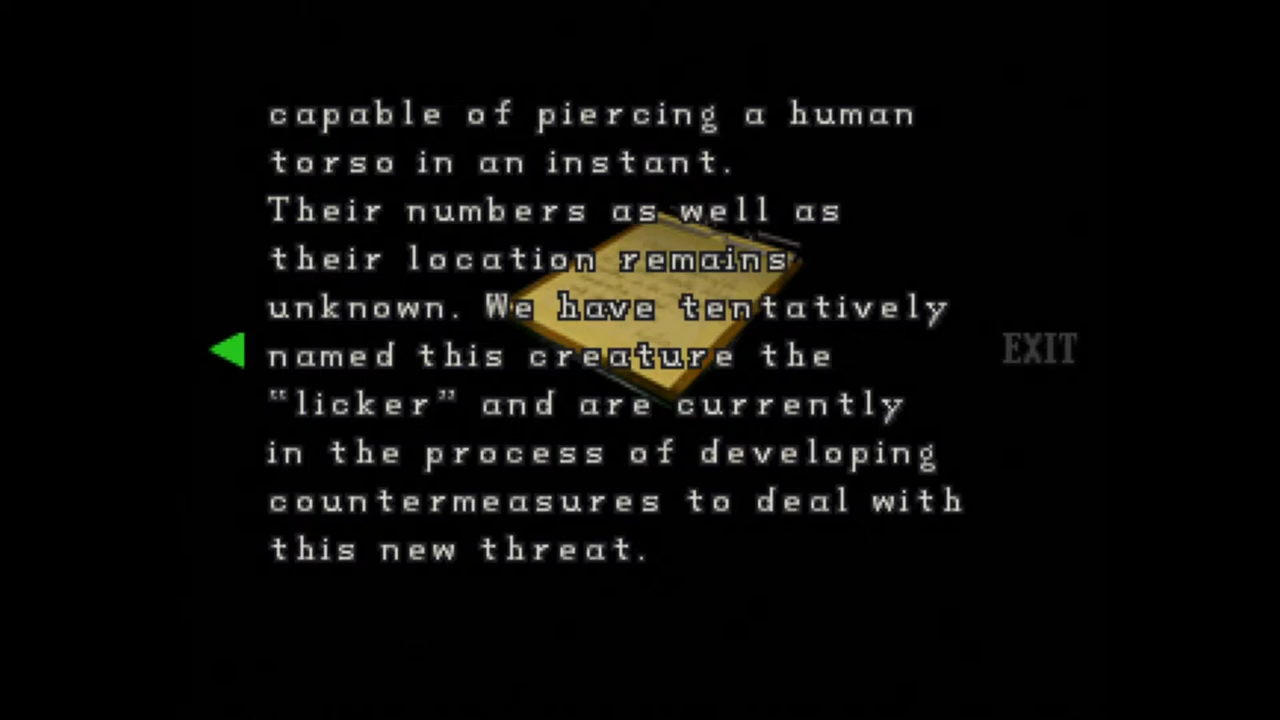 capable of piercing a human
torso in an instant.
Their numbers as well as
their location remains
unknown. We have tentatively
named this creature the
“licker” and are currently
in the process of developing
countermeasures to deal with
this new threat.
EXIT